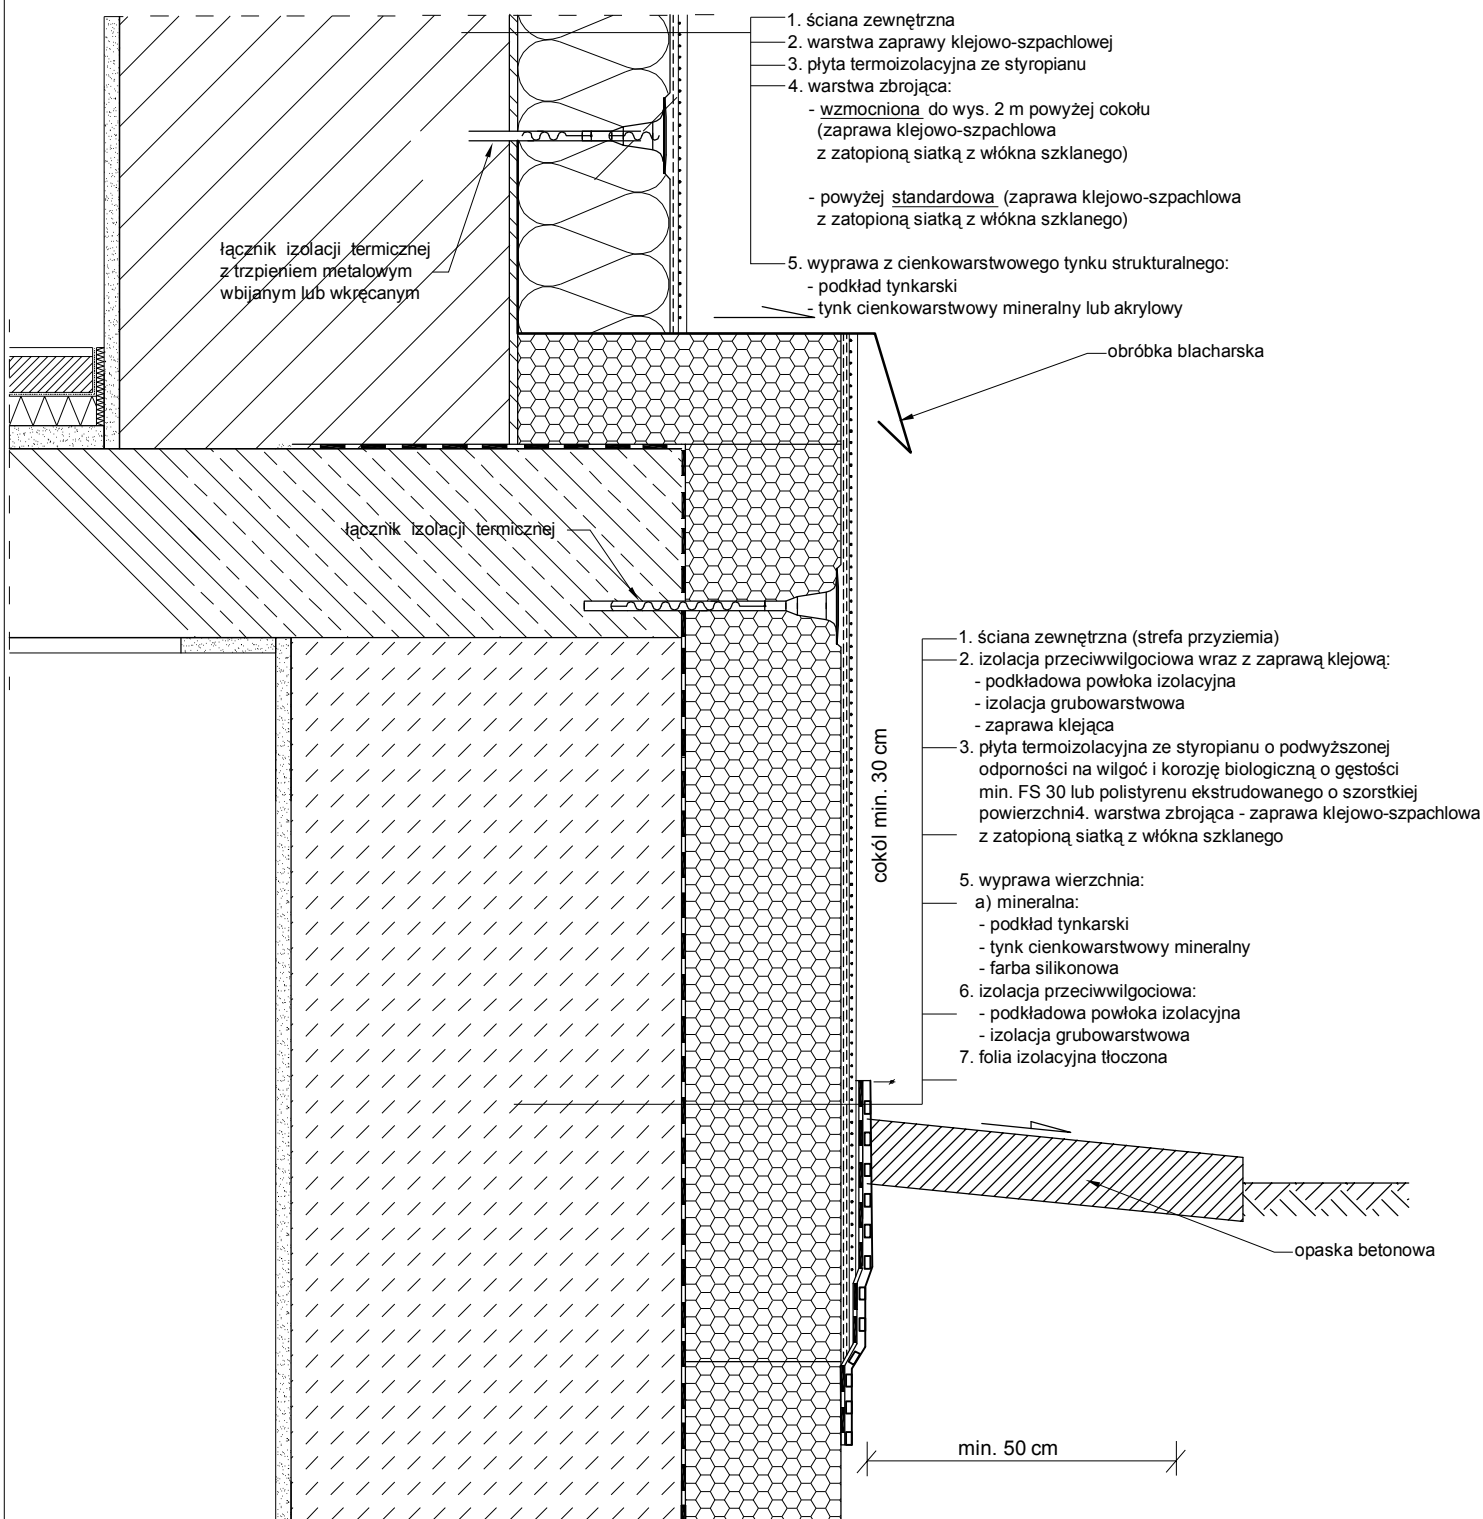 1. ściana zewnętrzna
2. warstwa zaprawy klejowo-szpachlowej
3. płyta termoizolacyjna ze styropianu
4. warstwa zbrojąca:
- wzmocniona do wys. 2 m powyżej cokołu
(zaprawa klejowo-szpachlowa
z zatopioną siatką z włókna szklanego)
- powyżej standardowa (zaprawa klejowo-szpachlowa
z zatopioną siatką z włókna szklanego)
5. wyprawa z cienkowarstwowego tynku strukturalnego:
- podkład tynkarski
- tynk cienkowarstwowy mineralny lub akrylowy
łącznik izolacji termicznej
z trzpieniem metalowym
wbijanym lub wkręcanym
obróbka blacharska
łącznik izolacji termicznej
1. ściana zewnętrzna (strefa przyziemia)
2. izolacja przeciwwilgociowa wraz z zaprawą klejową:
- podkładowa powłoka izolacyjna
- izolacja grubowarstwowa
- zaprawa klejąca
3. płyta termoizolacyjna ze styropianu o podwyższonej
odporności na wilgoć i korozję biologiczną o gęstości
min. FS 30 lub polistyrenu ekstrudowanego o szorstkiej
powierzchni4. warstwa zbrojąca - zaprawa klejowo-szpachlowa
z zatopioną siatką z włókna szklanego
5. wyprawa wierzchnia:
a) mineralna:
- podkład tynkarski
- tynk cienkowarstwowy mineralny
- farba silikonowa
6. izolacja przeciwwilgociowa:
- podkładowa powłoka izolacyjna
- izolacja grubowarstwowa
7. folia izolacyjna tłoczona
cokół min. 30 cm
opaska betonowa
min. 50 cm